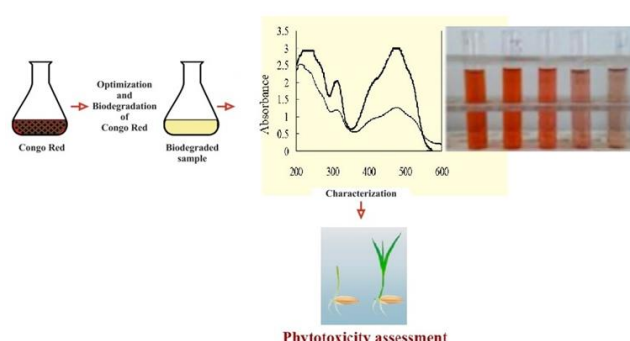 Optimization
and
Biodegradation
of
Congo Red
Congo Red
Biodegraded
sample
Absorbance
3.5
3
2.5
2
1.5
1
0.5
0
200
300
400
500
600
Characterization
Phytotoxicity assessment